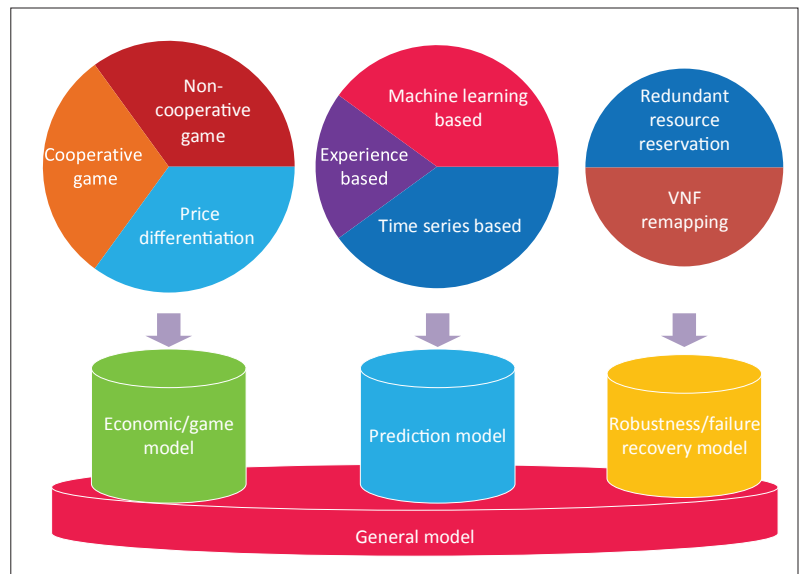 Non-
cooperative
game
Cooperative
game
Price
differentiation
Machine learning
based
Experience
based
Time series based
Redundant
resource
reservation
VNF
remapping
Economic/game
model
Prediction model
Robustness/failure
recovery model
General model